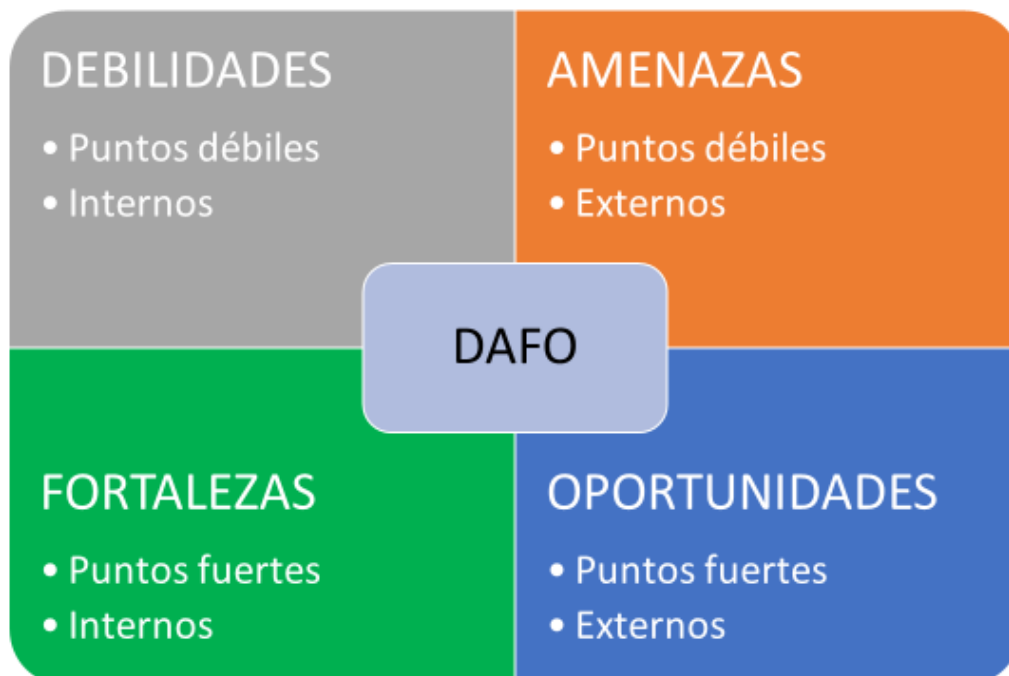 DEBILIDADES
• Puntos débiles
• Internos
AMENAZAS
• Puntos débiles
• Externos
DAFO
FORTALEZAS
• Puntos fuertes
• Internos
OPORTUNIDADES
• Puntos fuertes
• Externos